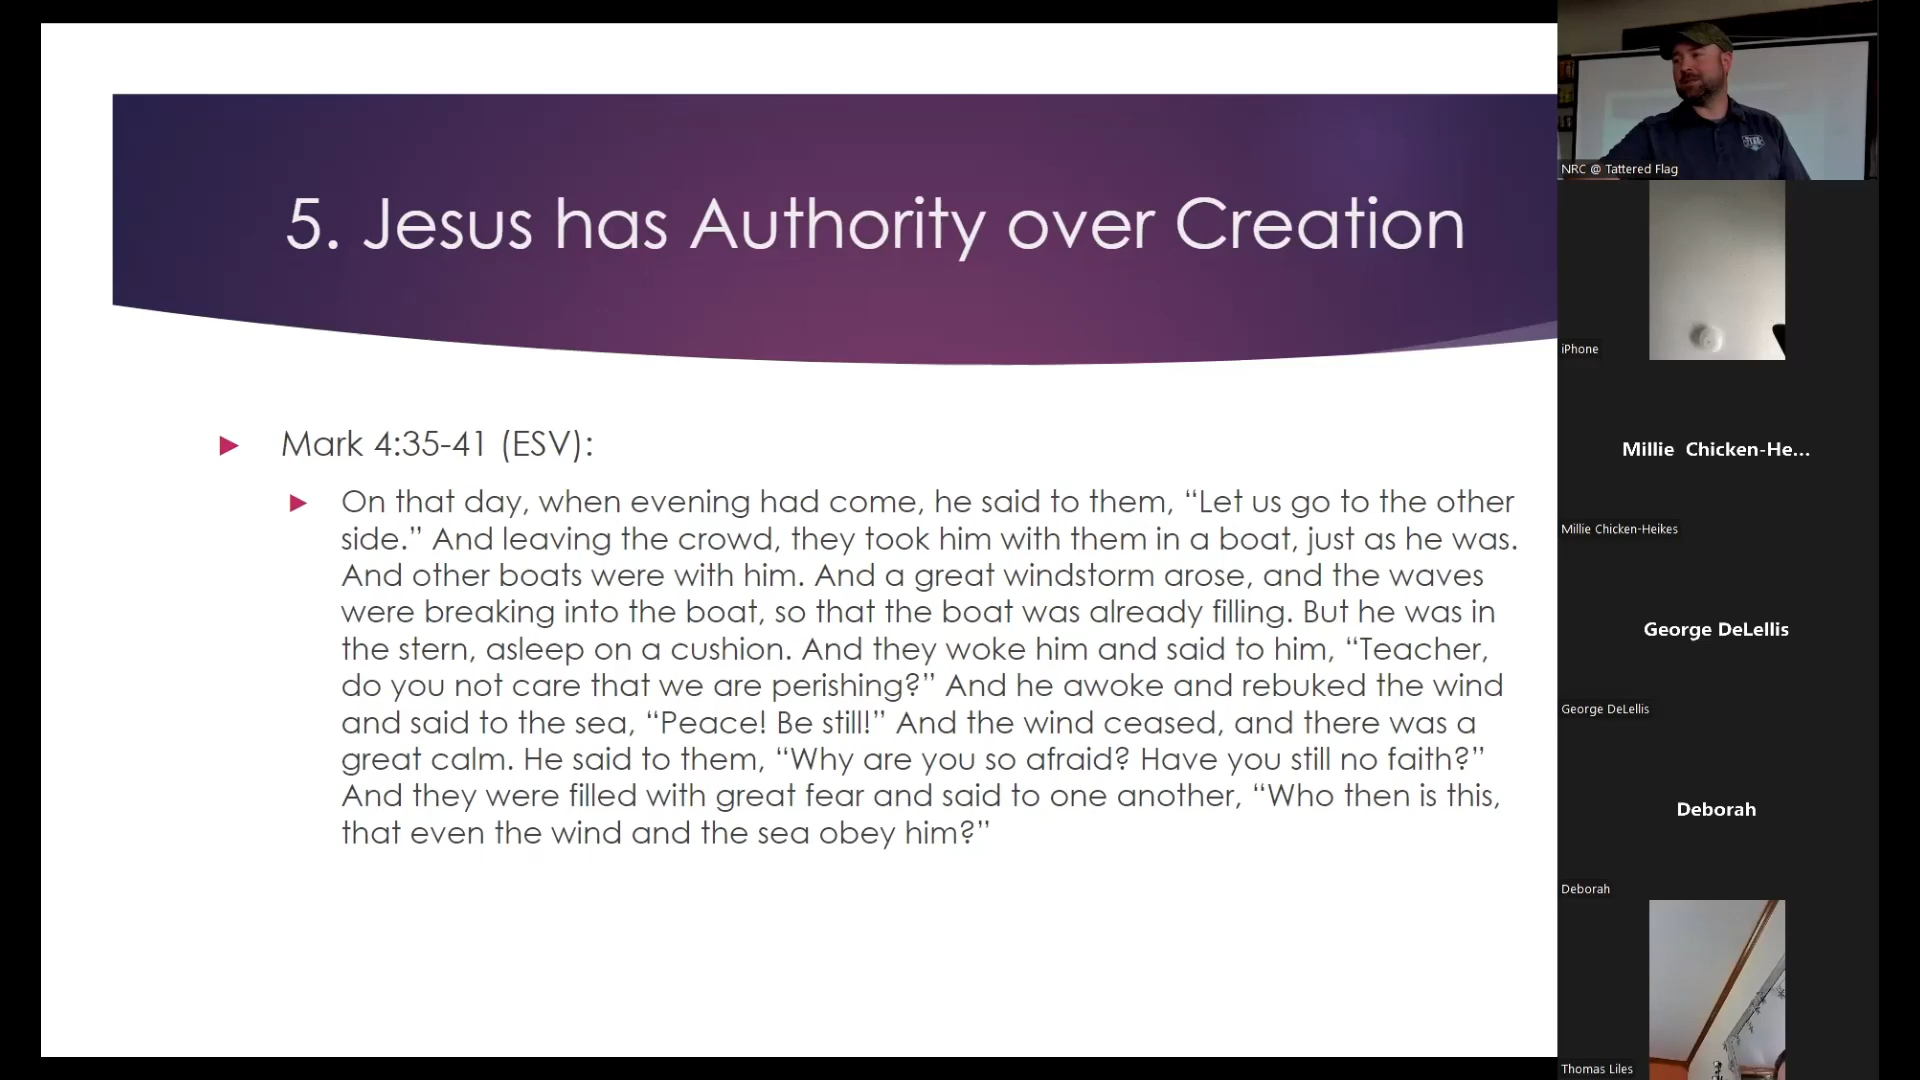 5. Jesus has Authority over Creation
Mark 4:35-41 (ESV):
On that day, when evening had come, he said to them, “Let us go to the other
side.” And leaving the crowd, they took him with them in a boat, just as he was.
And other boats were with him. And a great windstorm arose, and the waves
were breaking into the boat, so that the boat was already filling. But he was in
the stern, asleep on a cushion. And they woke him and said to him, “Teacher,
do you not care that we are perishing?” And he awoke and rebuked the wind
and said to the sea, “Peace! Be still!” And the wind ceased, and there was a
great calm. He said to them, “Why are you so afraid? Have you still no faith?”
And they were filled with great fear and said to one another, “Who then is this,
that even the wind and the sea obey him?”
NRC @ Tattered Flag
iPhone
Millie Chicken-He...
Millie Chicken-Heikes
George DeLellis
George DeLellis
Deborah
Deborah
Thomas Liles